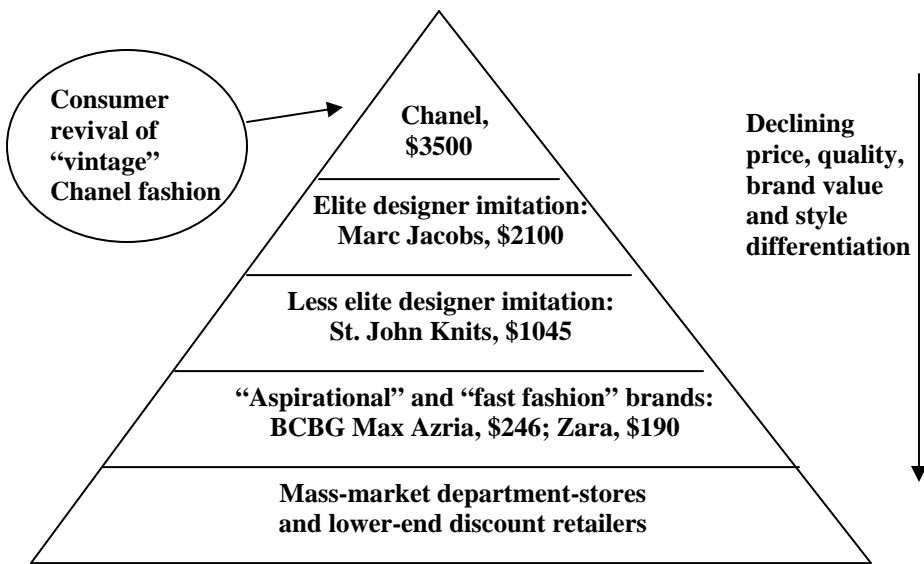 Consumer
revival of
“vintage”
Chanel fashion
Chanel,
$3500
Elite designer imitation:
Marc Jacobs, $2100
Less elite designer imitation:
St. John Knits, $1045
“Aspirational” and “fast fashion” brands:
BCBG Max Azria, $246; Zara, $190
Mass-market department-stores
and lower-end discount retailers
Declining
price, quality,
brand value
and style
differentiation